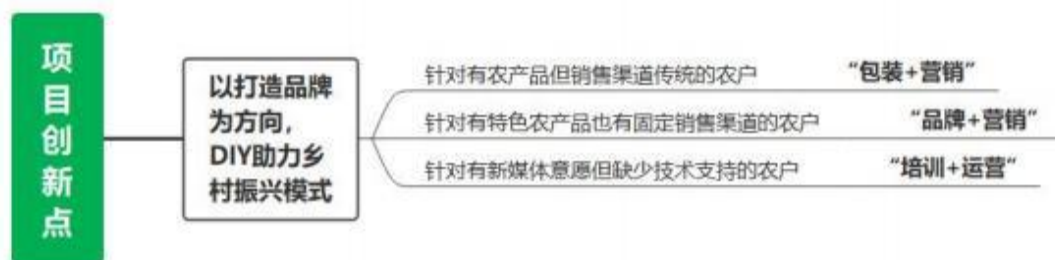 项目创新点
以打造品牌
为方向，
DIY助力乡
村振兴模式
针对有农产品但销售渠道传统的农户 “包装+营销”
针对有特色农产品也有固定销售渠道的农户 “品牌+营销”
针对有新媒体意愿但缺少技术支持的农户 “培训+运营”